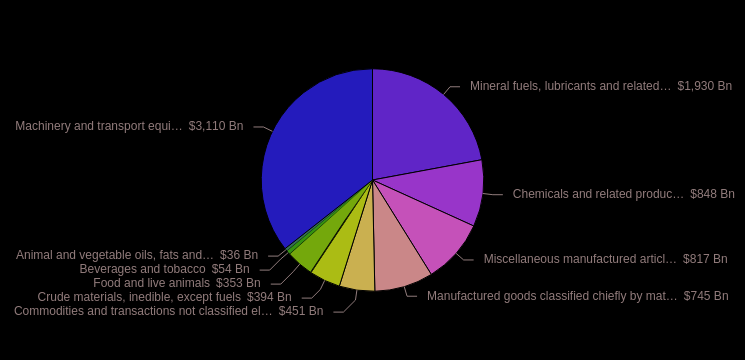 Mineral fuels, lubricants and related… $1,930 Bn
Machinery and transport equi… $3,110 Bn
Chemicals and related produc… $848 Bn
Animal and vegetable oils, fats and… $36 Bn
Miscellaneous manufactured articl… $817 Bn
Beverages and tobacco $54 Bn
Food and live animals $353 Bn
Crude materials, inedible, except fuels $394 Bn
Manufactured goods classified chiefly by mat… $745 Bn
Commodities and transactions not classified el… $451 Bn